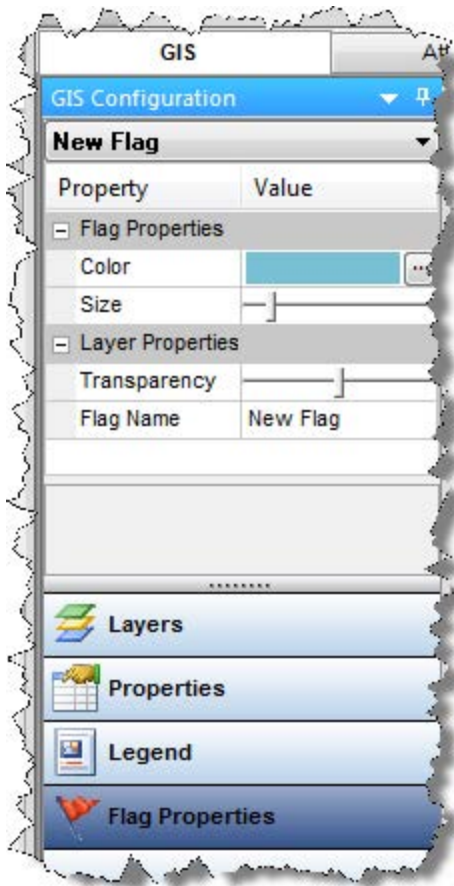 GIS
GIS Configuration
New Flag
Property Value
Flag Properties
Color
Size
Layer Properties
Transparency
Flag Name New Flag
Layers
Properties
Legend
Flag Properties